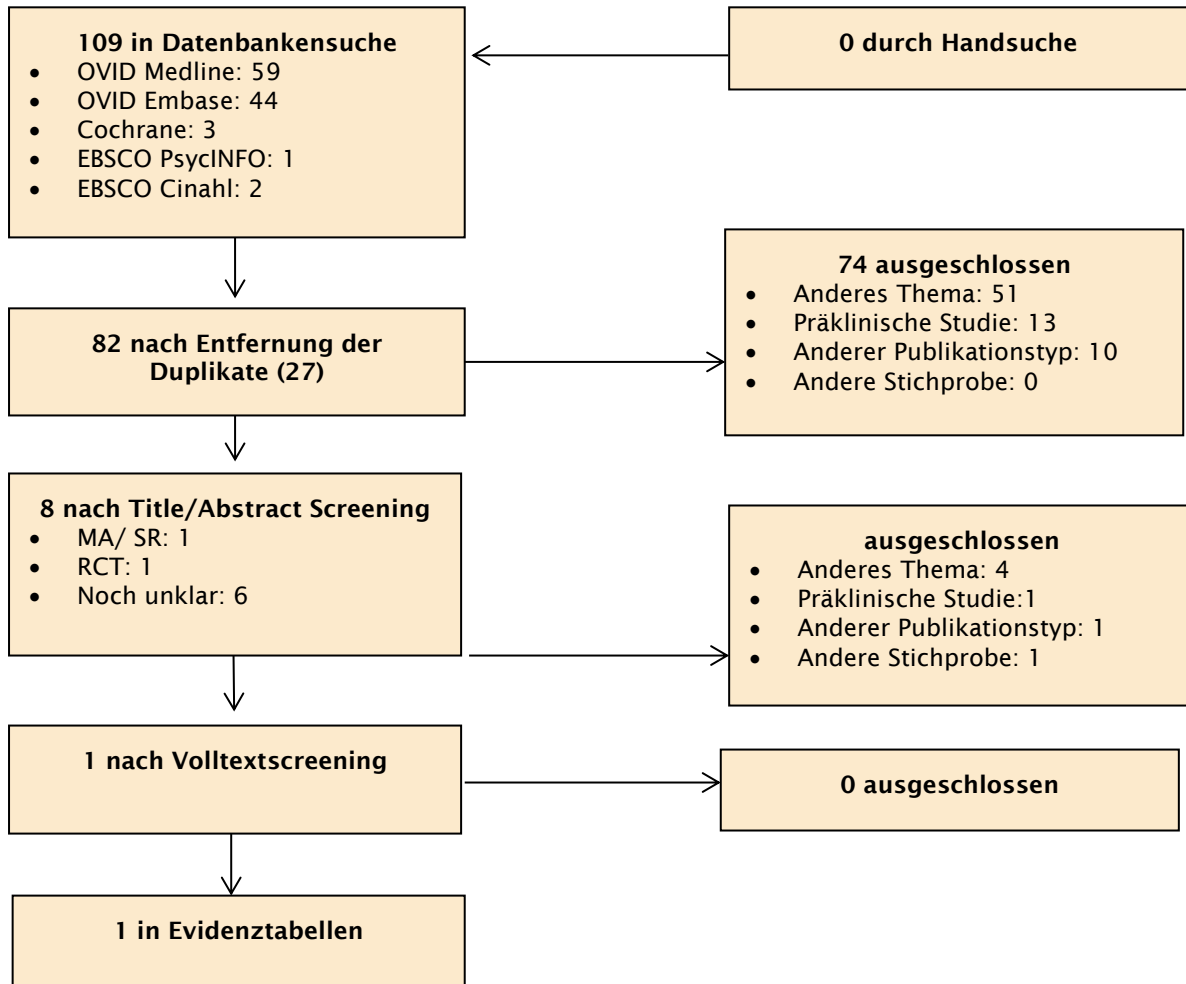 109 in Datenbankensuche
• OVID Medline: 59
• OVID Embase: 44
• Cochrane: 3
• EBSCO PsycINFO: 1
• EBSCO Cinahl: 2
0 durch Handsuche
82 nach Entfernung der
Duplikate (27)
74 ausgeschlossen
• Anderes Thema: 51
• Präklinische Studie: 13
• Anderer Publikationstyp: 10
• Andere Stichprobe: 0
8 nach Title/Abstract Screening
• MA/ SR: 1
• RCT: 1
• Noch unklar: 6
ausgeschlossen
• Anderes Thema: 4
• Präklinische Studie:1
• Anderer Publikationstyp: 1
• Andere Stichprobe: 1
1 nach Volltextscreening
0 ausgeschlossen
1 in Evidenztabellen